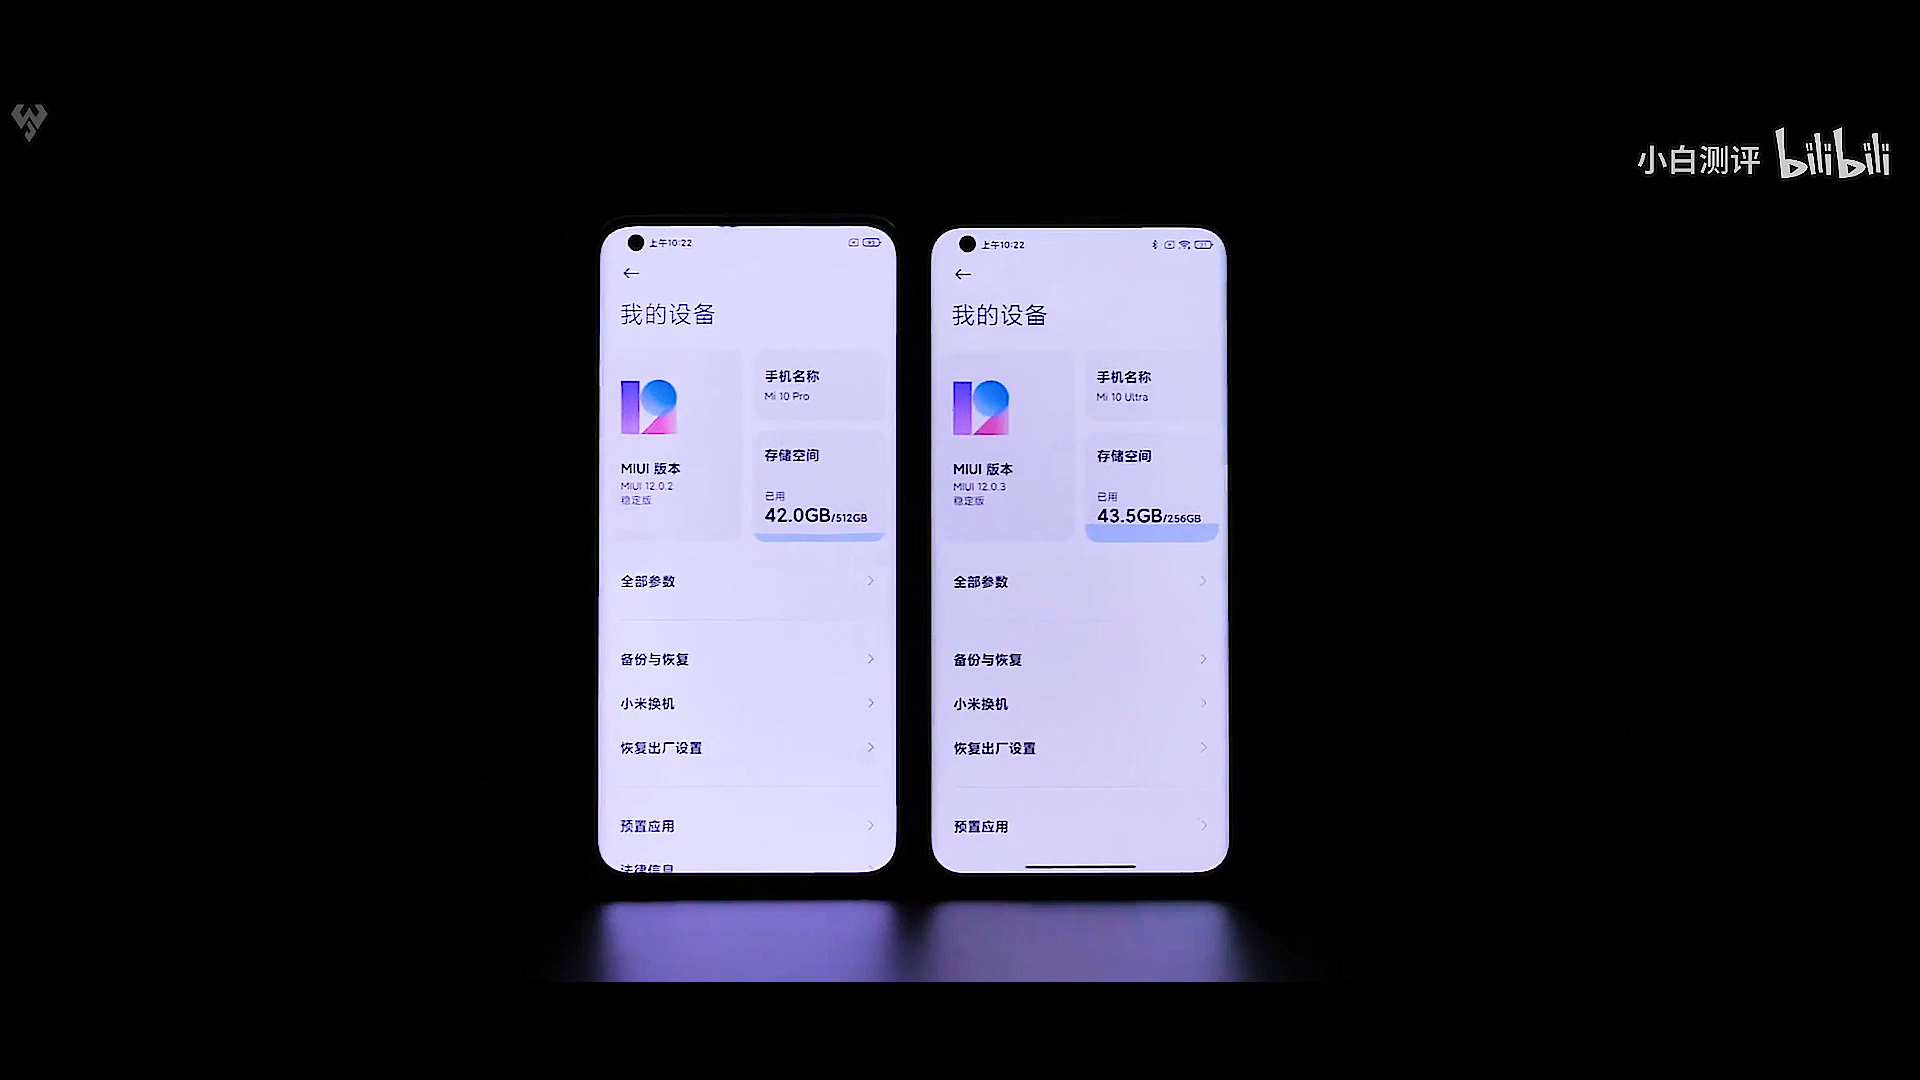 小白测评 bilibili
上午10:22
我的设备
手机名称
Mi 10 Pro
MIUI 版本
MIUI 12.0.2
稳定版
存储空间
已用
42.0GB/512GB
全部参数
备份与恢复
小米换机
恢复出厂设置
预置应用
法律信息
上午10:22
我的设备
手机名称
Mi 10 Ultra
MIUI 版本
MIUI 12.0.3
稳定版
存储空间
已用
43.5GB/256GB
全部参数
备份与恢复
小米换机
恢复出厂设置
预置应用